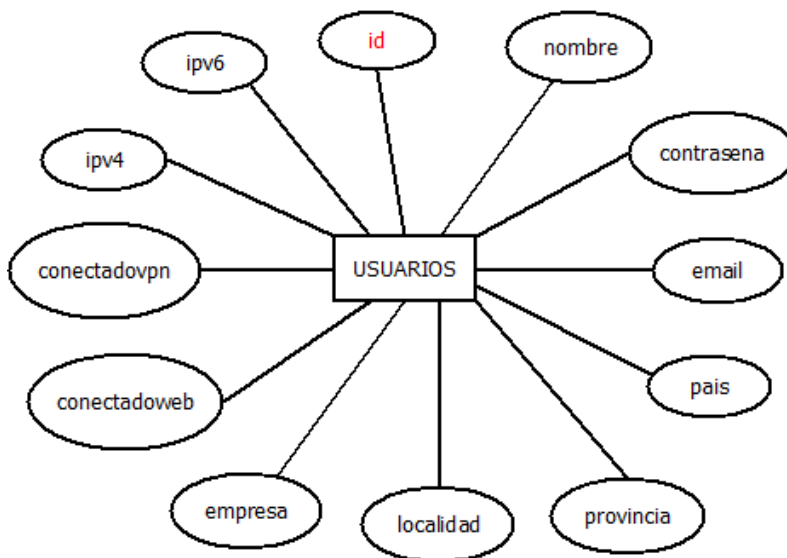 id
nombre
ipv6
contrasena
ipv4
USUARIOS
conectadovpn
email
pais
conectadoweb
empresa
localidad
provincia